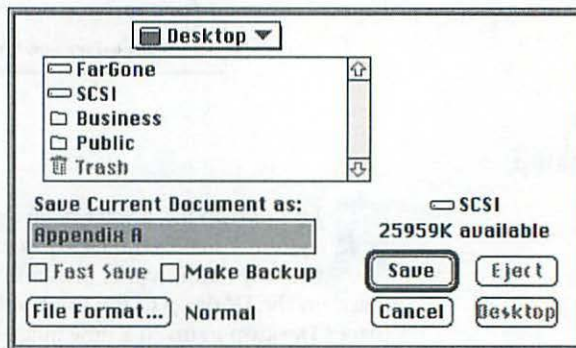 Desktop
FarGone
SCSI
Business
Public
Trash
Save Current Document as:
Appendix A
Fast Save Make Backup
File Format... Normal
SCSI
25959K available
Save Eject
Cancel Desktop